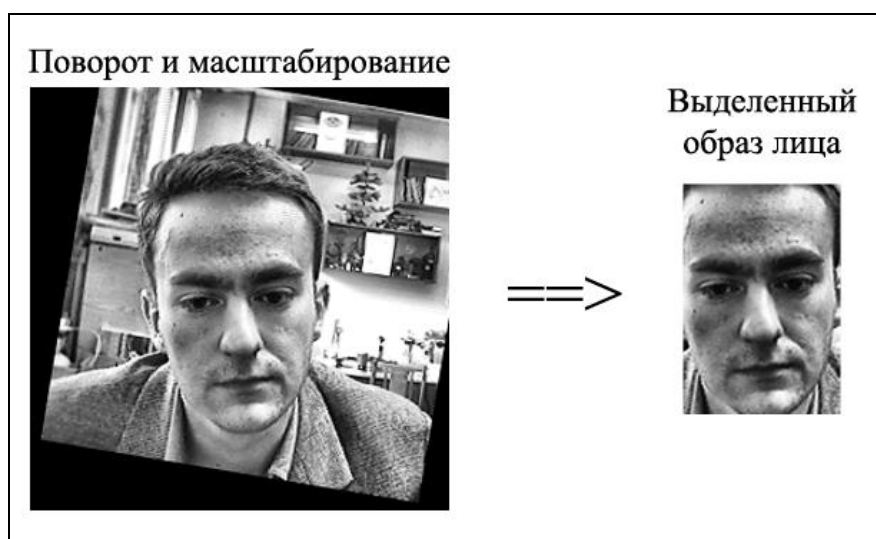 Поворот и масштабирование
Выделенный
образ лица
==>